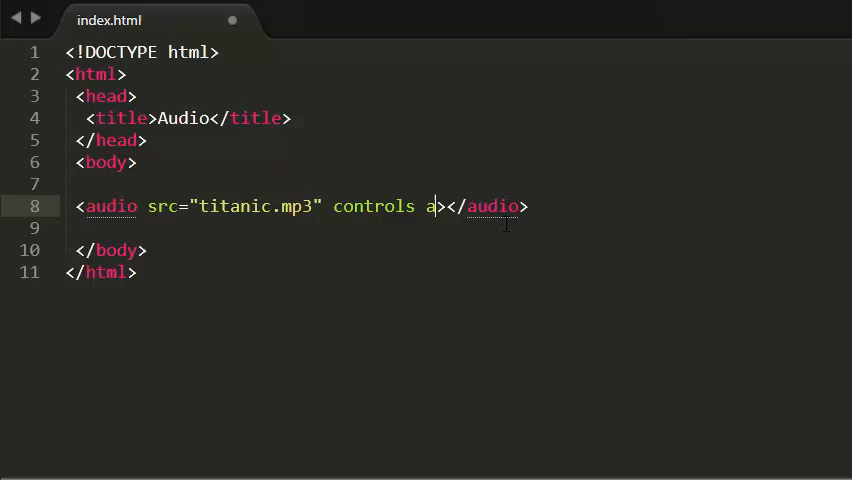 index.html
1 <!DOCTYPE html>
2 <html>
3 <head>
4 <title>Audio</title>
5 </head>
6 <body>
7
8 <audio src="titanic.mp3" controls a></audio>
9
10 </body>
11 </html>